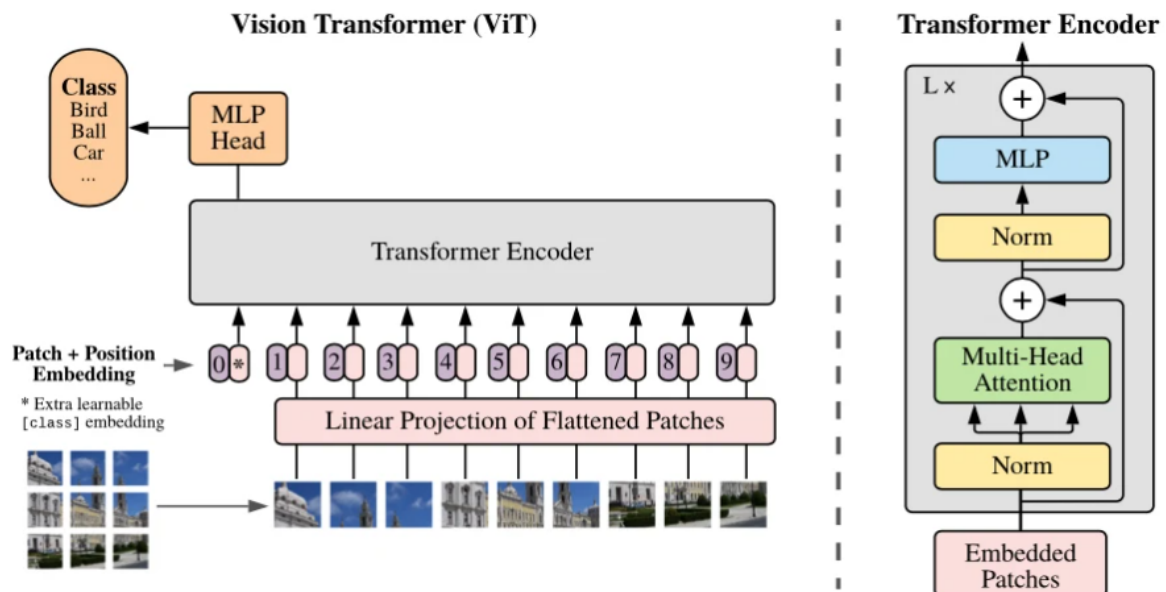 Vision Transformer (ViT)
Class
Bird
Ball
Car
...
MLP
Head
Transformer Encoder
Patch + Position
Embedding
0 * 1 2 3 4 5 6 7 8 9
* Extra learnable
[class] embedding
Linear Projection of Flattened Patches
Transformer Encoder
L ×
+
MLP
Norm
+
Multi-Head
Attention
Norm
Embedded
Patches